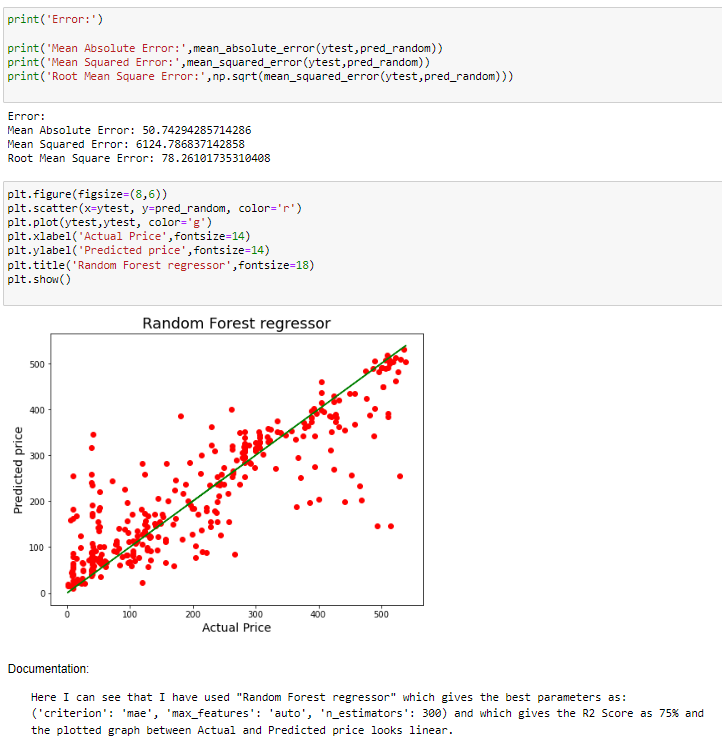 print('Error:')
print('Mean Absolute Error:',mean_absolute_error(ytest,pred_random))
print('Mean Squared Error:',mean_squared_error(ytest,pred_random))
print('Root Mean Square Error:',np.sqrt(mean_squared_error(ytest,pred_random)))
Error:
Mean Absolute Error: 50.74294285714286
Mean Squared Error: 6124.786837142858
Root Mean Square Error: 78.26101735310408
plt.figure(figsize=(8,6))
plt.scatter(x=ytest, y=pred_random, color='r')
plt.plot(ytest,ytest, color='g')
plt.xlabel('Actual Price',fontsize=14)
plt.ylabel('Predicted price',fontsize=14)
plt.title('Random Forest regressor',fontsize=18)
plt.show()
Random Forest regressor
500
400
300
200
100
0
Predicted price
0 100 200 300 400 500
Actual Price
Documentation:
Here I can see that I have used "Random Forest regressor" which gives the best parameters as:
('criterion': 'mae', 'max_features': 'auto', 'n_estimators': 300) and which gives the R2 Score as 75% and
the plotted graph between Actual and Predicted price looks linear.